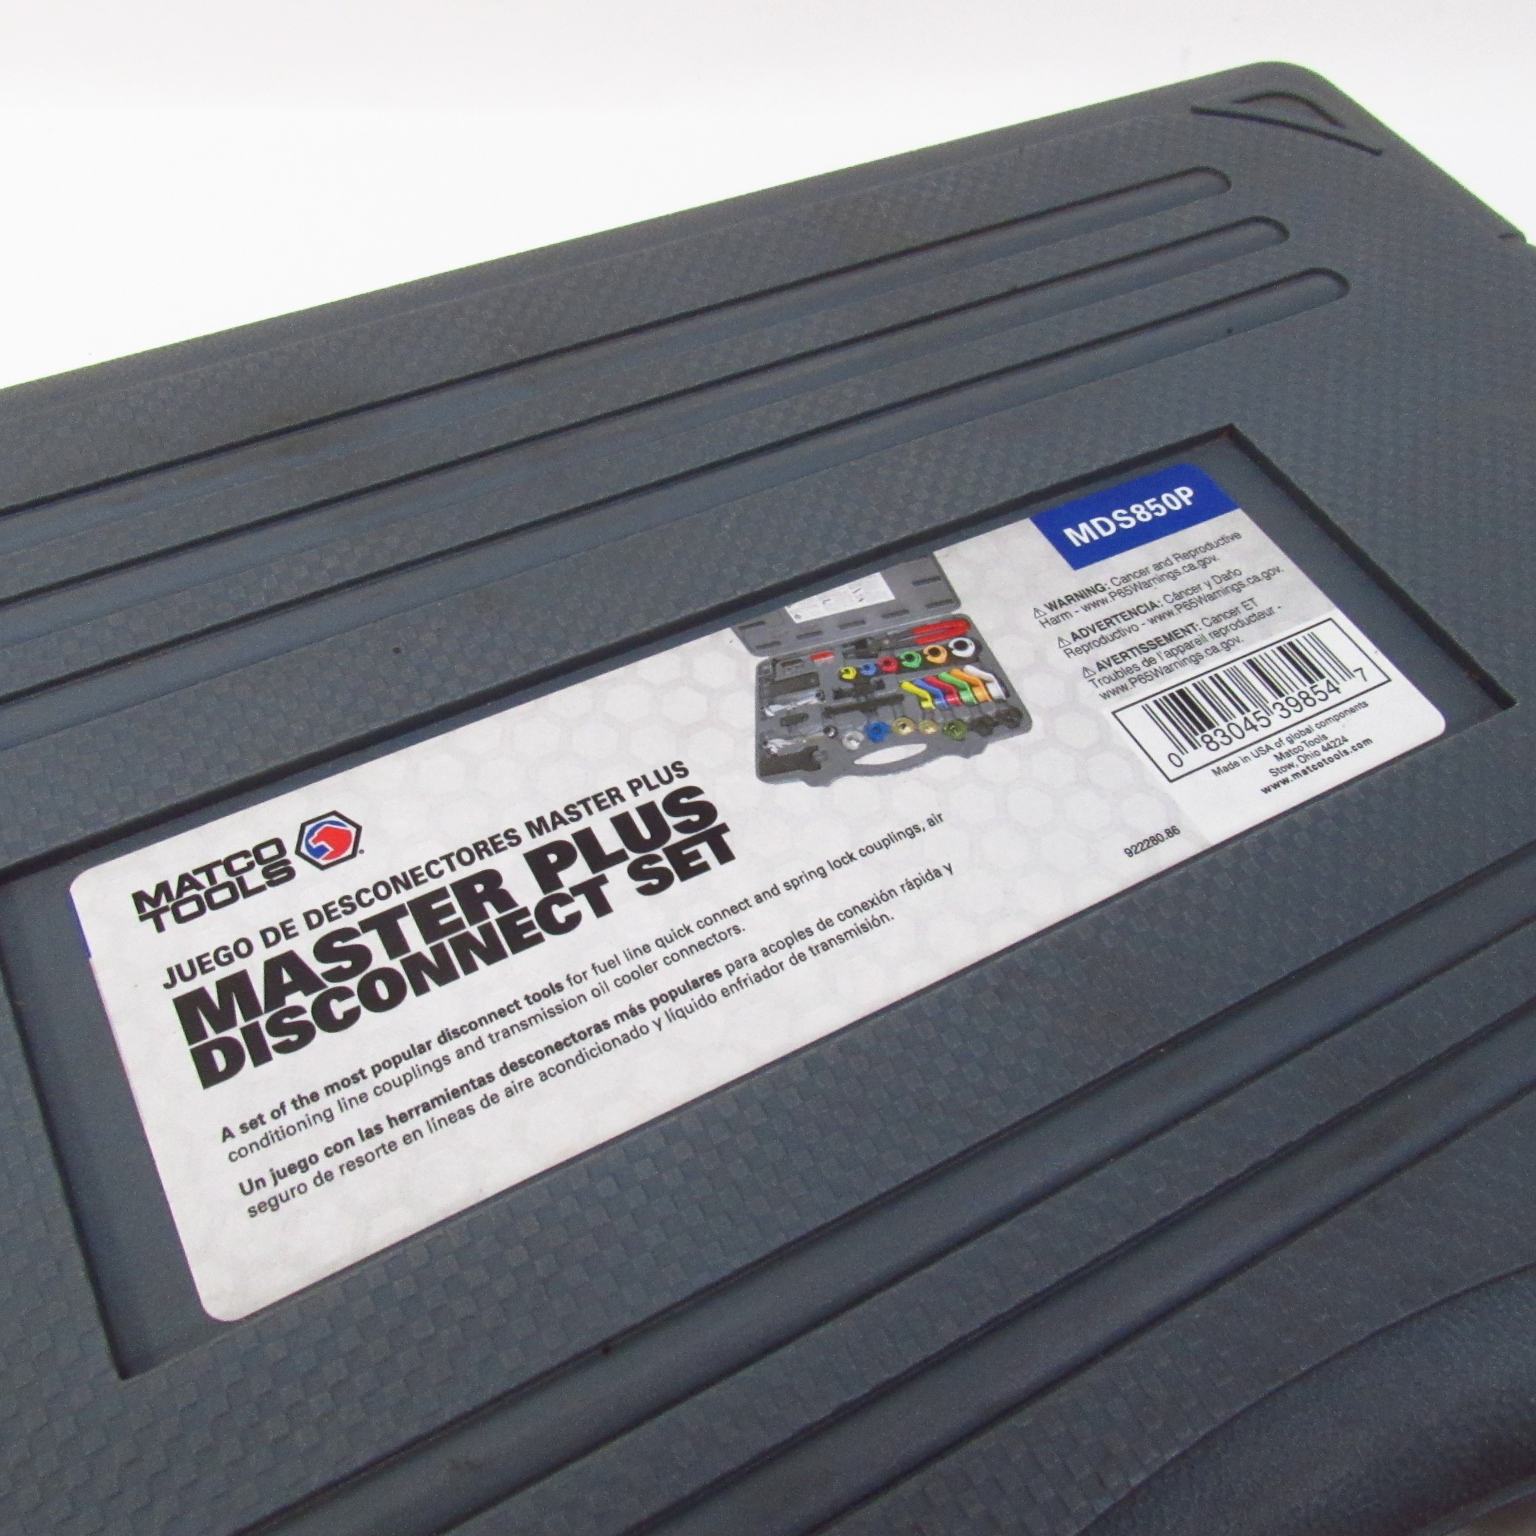 MATCO
TOOLS
JUEGO DE DESCONECTORES MASTER PLUS
MASTER PLUS
DISCONNECT SET
A set of the most popular disconnect tools for fuel line quick connect and spring lock couplings, air
conditioning line couplings and transmission oil cooler connectors.
Un juego con las herramientas desconectoras más populares para acoples de conexión rápida y
seguro de resorte en líneas de aire acondicionado y líquido enfriador de transmisión.
MDS850P
⚠ WARNING: Cancer and Reproductive
Harm - www.P65Warnings.ca.gov.
⚠ ADVERTENCIA: Cáncer y Daño
Reproductivo - www.P65Warnings.ca.gov.
⚠ AVERTISSEMENT: Cancer ET
Troubles de l'appareil reproducteur -
www.P65Warnings.ca.gov.
0 83045 39854 7
Made in USA of global components
Matco Tools
Stow, Ohio 44224
www.matcotools.com
922280.86